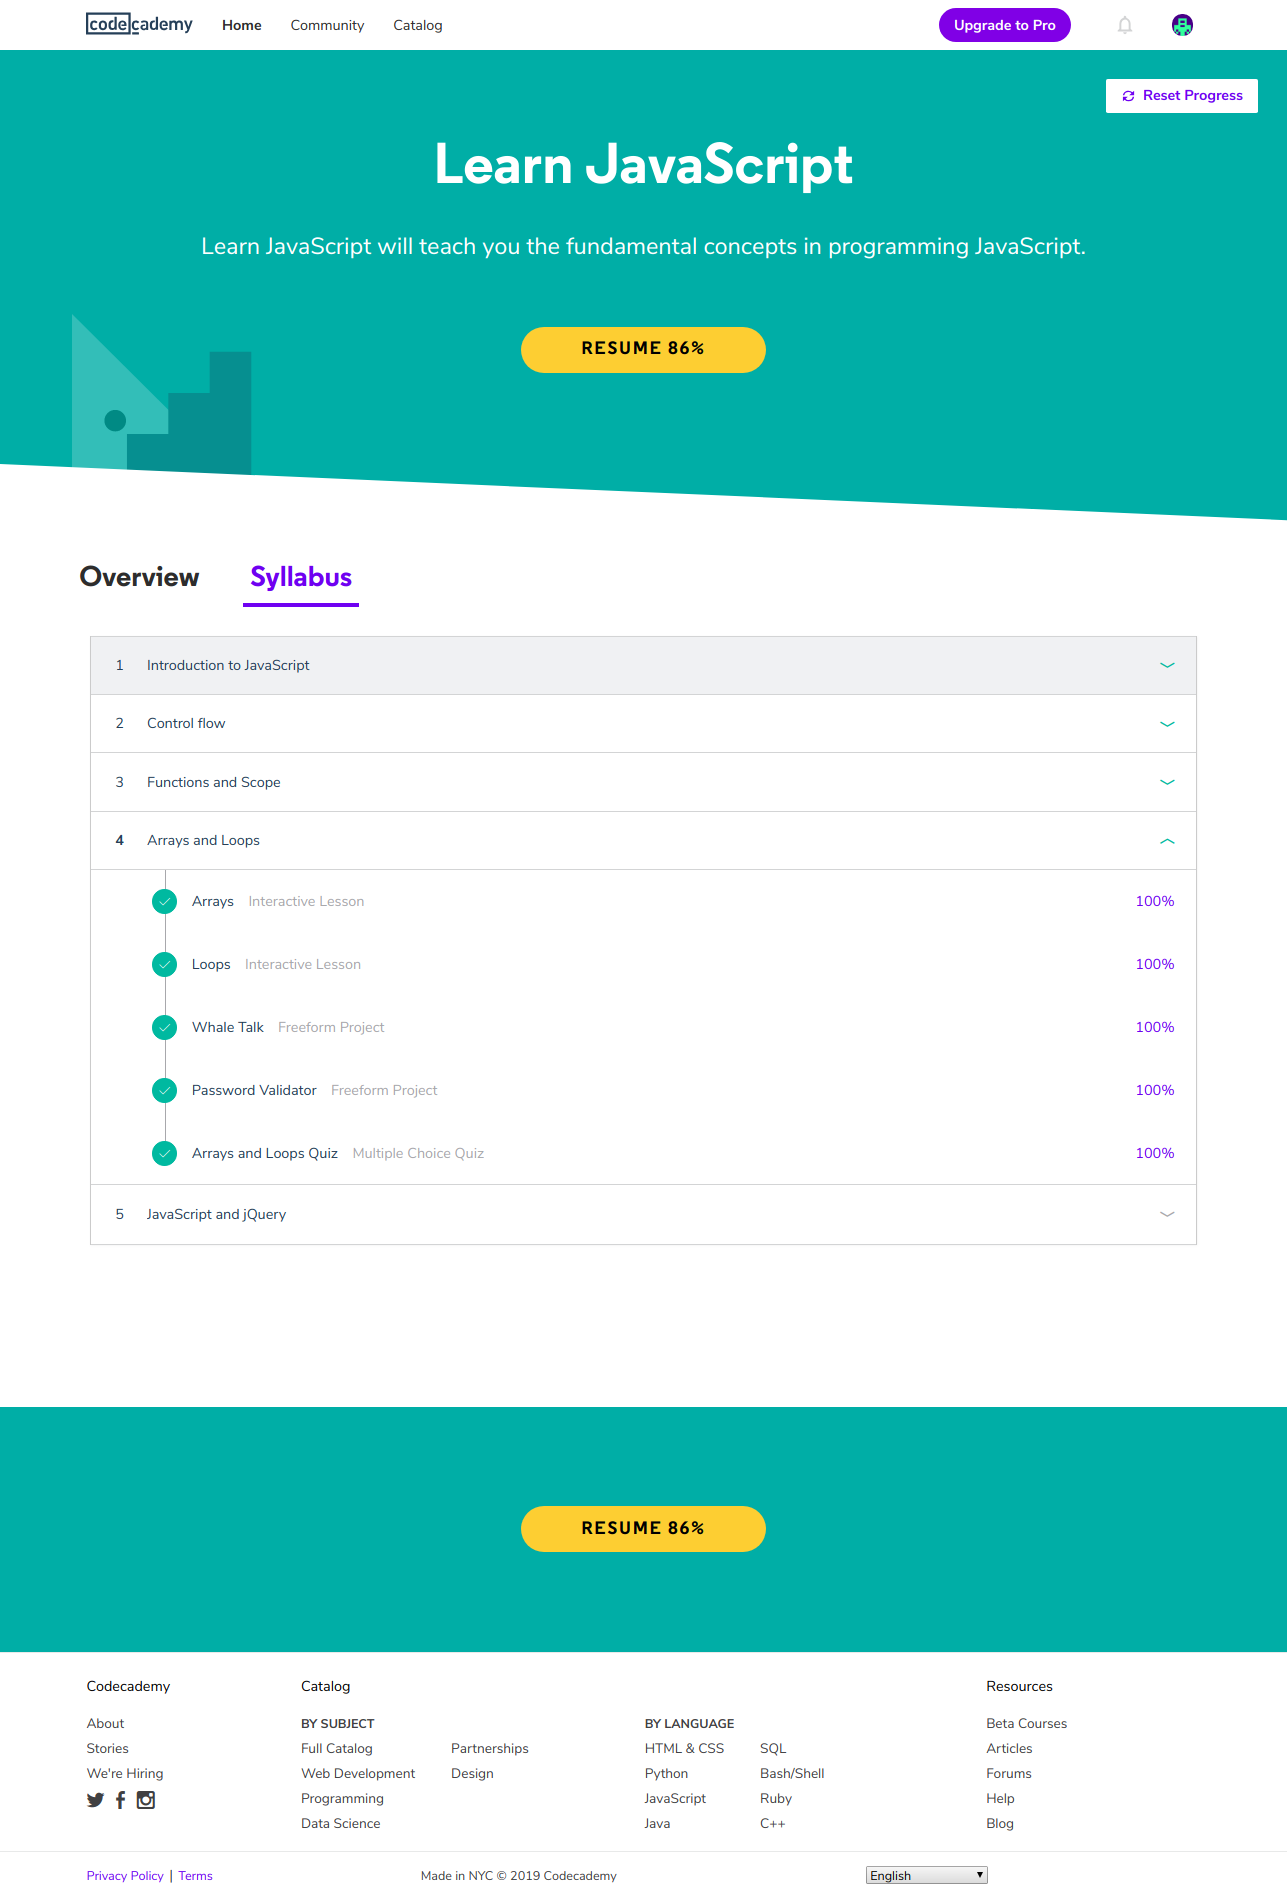 codecademy Home Community Catalog Upgrade to Pro
Reset Progress
Learn JavaScript
Learn JavaScript will teach you the fundamental concepts in programming JavaScript.
RESUME 86%
Overview Syllabus
1 Introduction to JavaScript
2 Control flow
3 Functions and Scope
4 Arrays and Loops
Arrays Interactive Lesson 100%
Loops Interactive Lesson 100%
Whale Talk Freeform Project 100%
Password Validator Freeform Project 100%
Arrays and Loops Quiz Multiple Choice Quiz 100%
5 JavaScript and jQuery
RESUME 86%
Codecademy Catalog Resources
About BY SUBJECT BY LANGUAGE Beta Courses
Stories Full Catalog Partnerships HTML & CSS SQL Articles
We're Hiring Web Development Design Python Bash/Shell Forums
Programming JavaScript Ruby Help
Data Science Java C++ Blog
Privacy Policy | Terms Made in NYC © 2019 Codecademy English